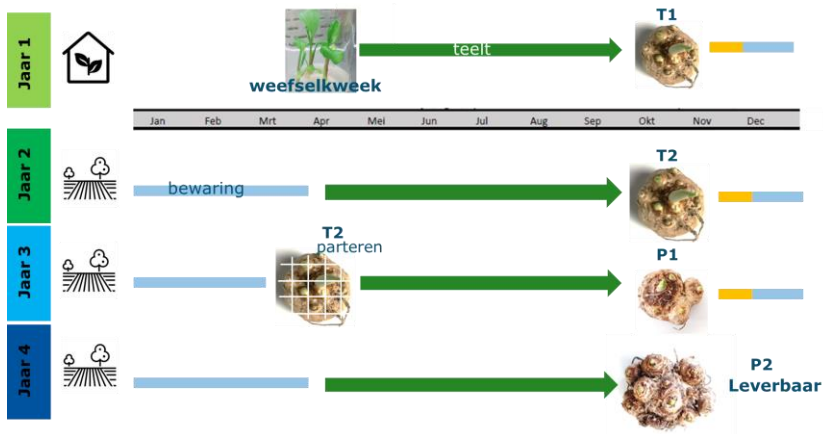 Jaar 1
weefselkweek
teelt
T1
Jan Feb Mrt Apr Mei Jun Jul Aug Sep Okt Nov Dec
Jaar 2
bewaring
T2
Jaar 3
T2
parteren
P1
Jaar 4
P2
Leverbaar